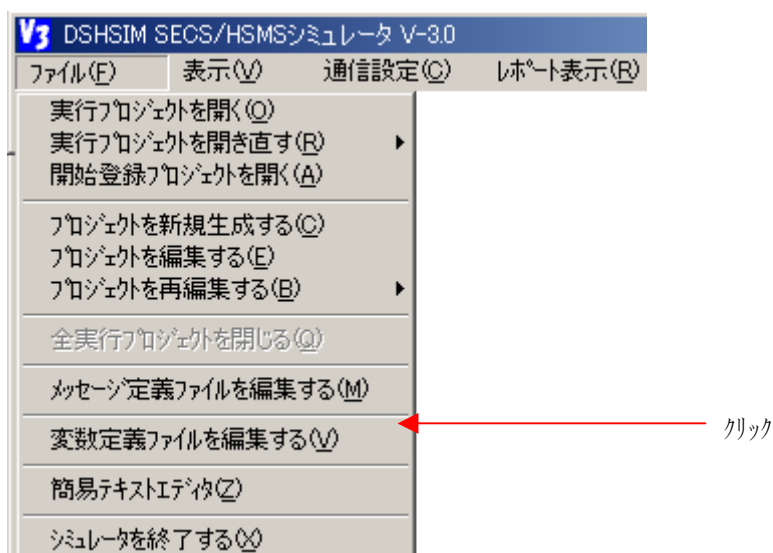 V3 DSHSIM SECS/HSMSｼﾐｭﾚｰﾀ V-3.0
ﾌｧｲﾙ(F) 表示(V) 通信設定(C) ﾚﾎﾟｰﾄ表示(R)
実行ﾌﾟﾛｼﾞｪｸﾄを開く(O)
実行ﾌﾟﾛｼﾞｪｸﾄを開き直す(R)
開始登録ﾌﾟﾛｼﾞｪｸﾄを開く(A)
ﾌﾟﾛｼﾞｪｸﾄを新規生成する(C)
ﾌﾟﾛｼﾞｪｸﾄを編集する(E)
ﾌﾟﾛｼﾞｪｸﾄを再編集する(B)
全実行ﾌﾟﾛｼﾞｪｸﾄを閉じる(Q)
ﾒｯｾｰｼﾞ定義ﾌｧｲﾙを編集する(M)
変数定義ﾌｧｲﾙを編集する(V)
ｸﾘｯｸ
簡易ﾃｷｽﾄｴﾃﾞｨﾀ(Z)
ｼﾐｭﾚｰﾀを終了する(X)